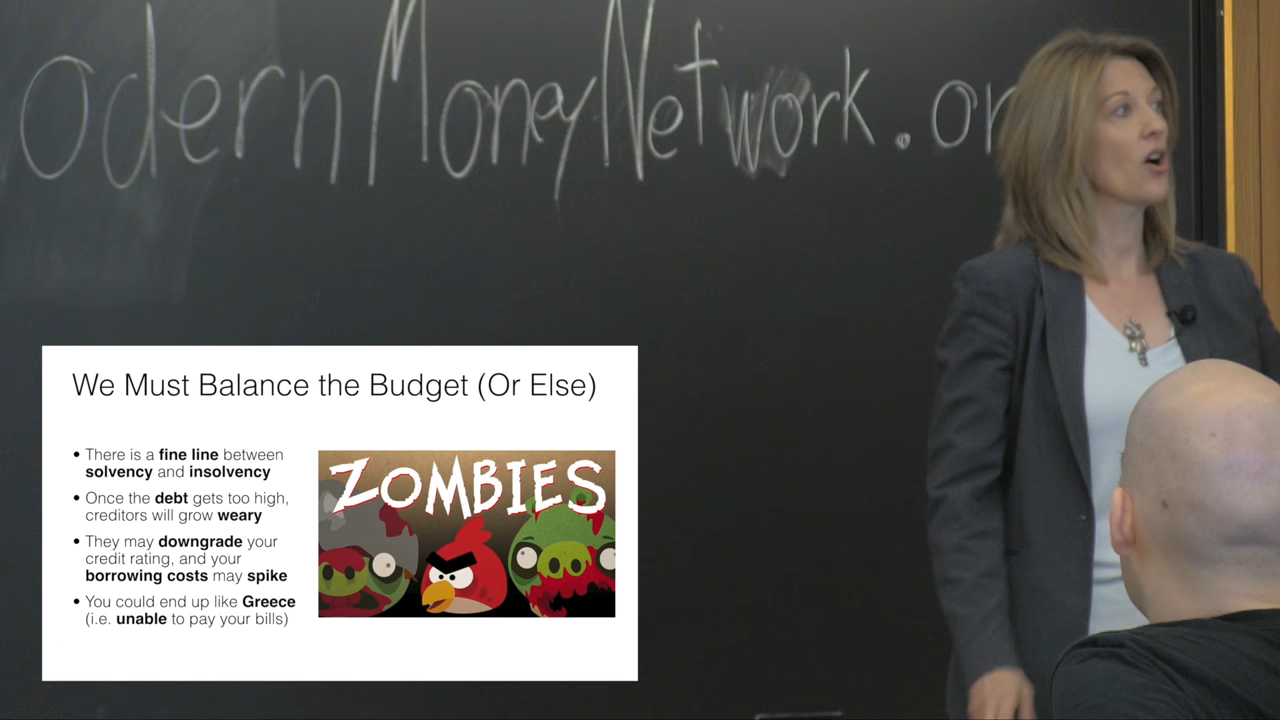 odernMoneyNetwork.or
We Must Balance the Budget (Or Else)
• There is a fine line between
solvency and insolvency
• Once the debt gets too high,
creditors will grow weary
• They may downgrade your
credit rating, and your
borrowing costs may spike
• You could end up like Greece
(i.e. unable to pay your bills)
ZOMBIES